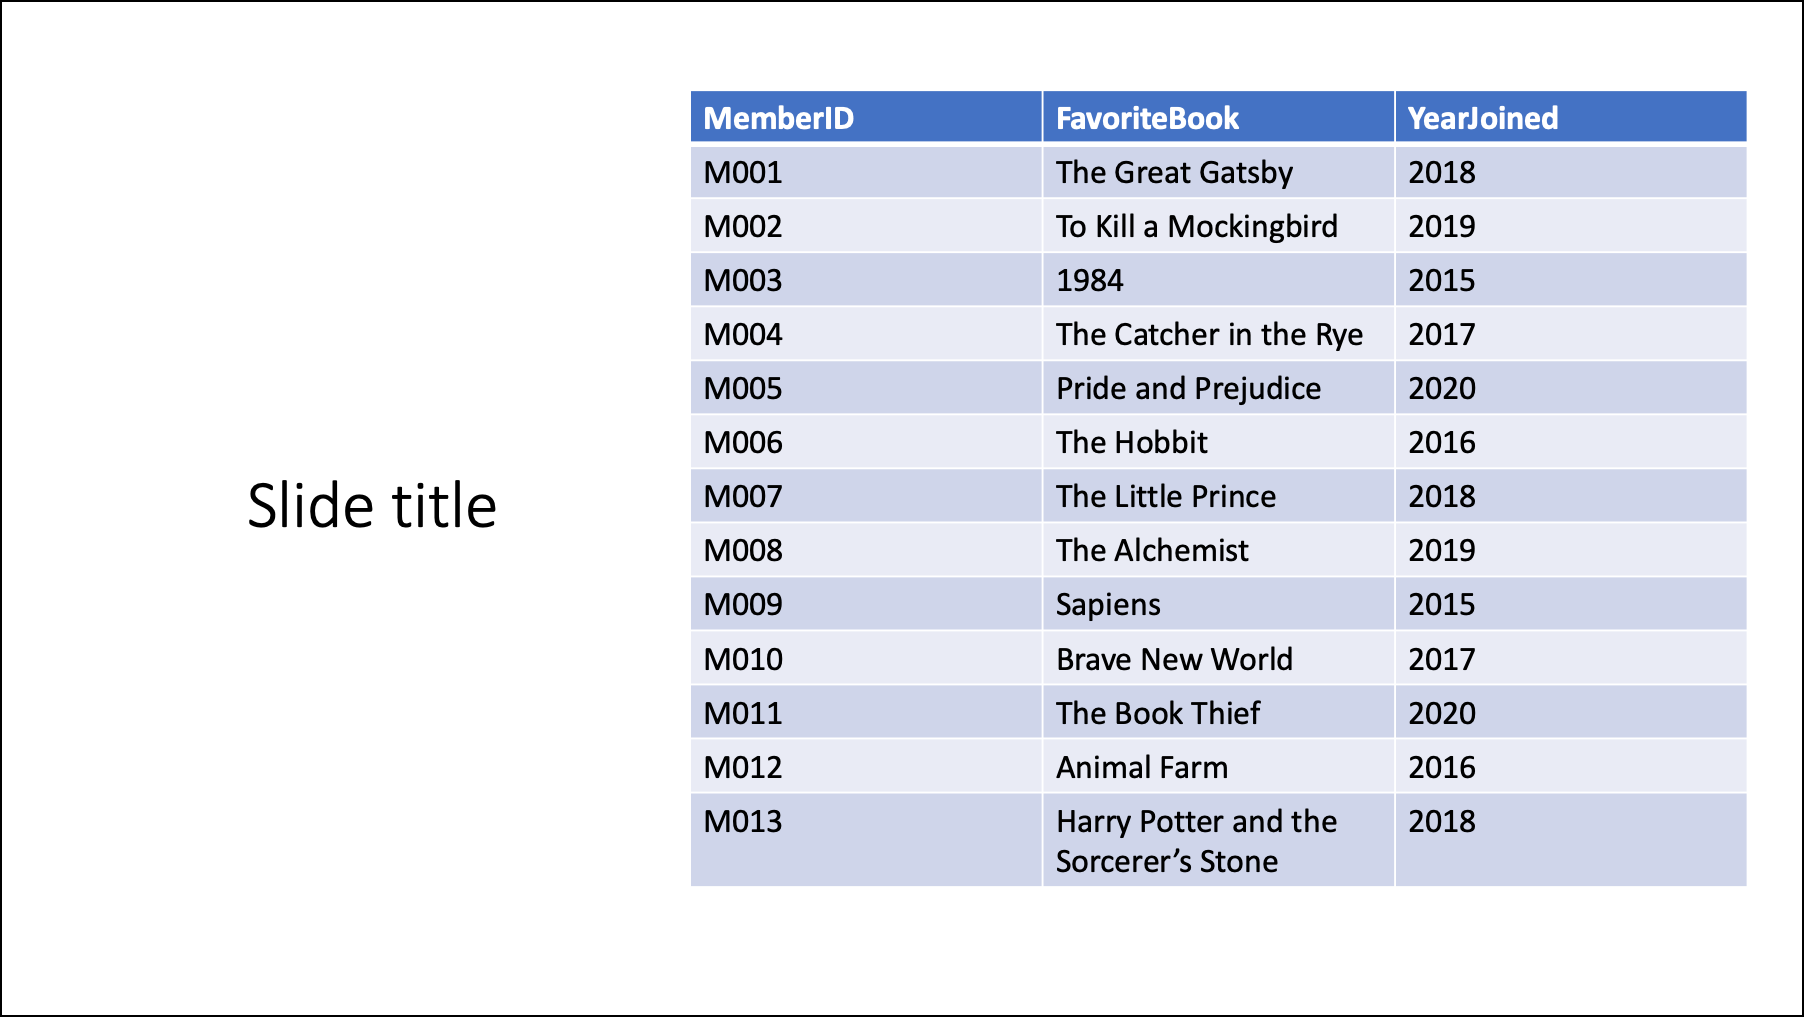 Slide title
MemberID FavoriteBook YearJoined
M001 The Great Gatsby 2018
M002 To Kill a Mockingbird 2019
M003 1984 2015
M004 The Catcher in the Rye 2017
M005 Pride and Prejudice 2020
M006 The Hobbit 2016
M007 The Little Prince 2018
M008 The Alchemist 2019
M009 Sapiens 2015
M010 Brave New World 2017
M011 The Book Thief 2020
M012 Animal Farm 2016
M013 Harry Potter and the 2018
Sorcerer’s Stone